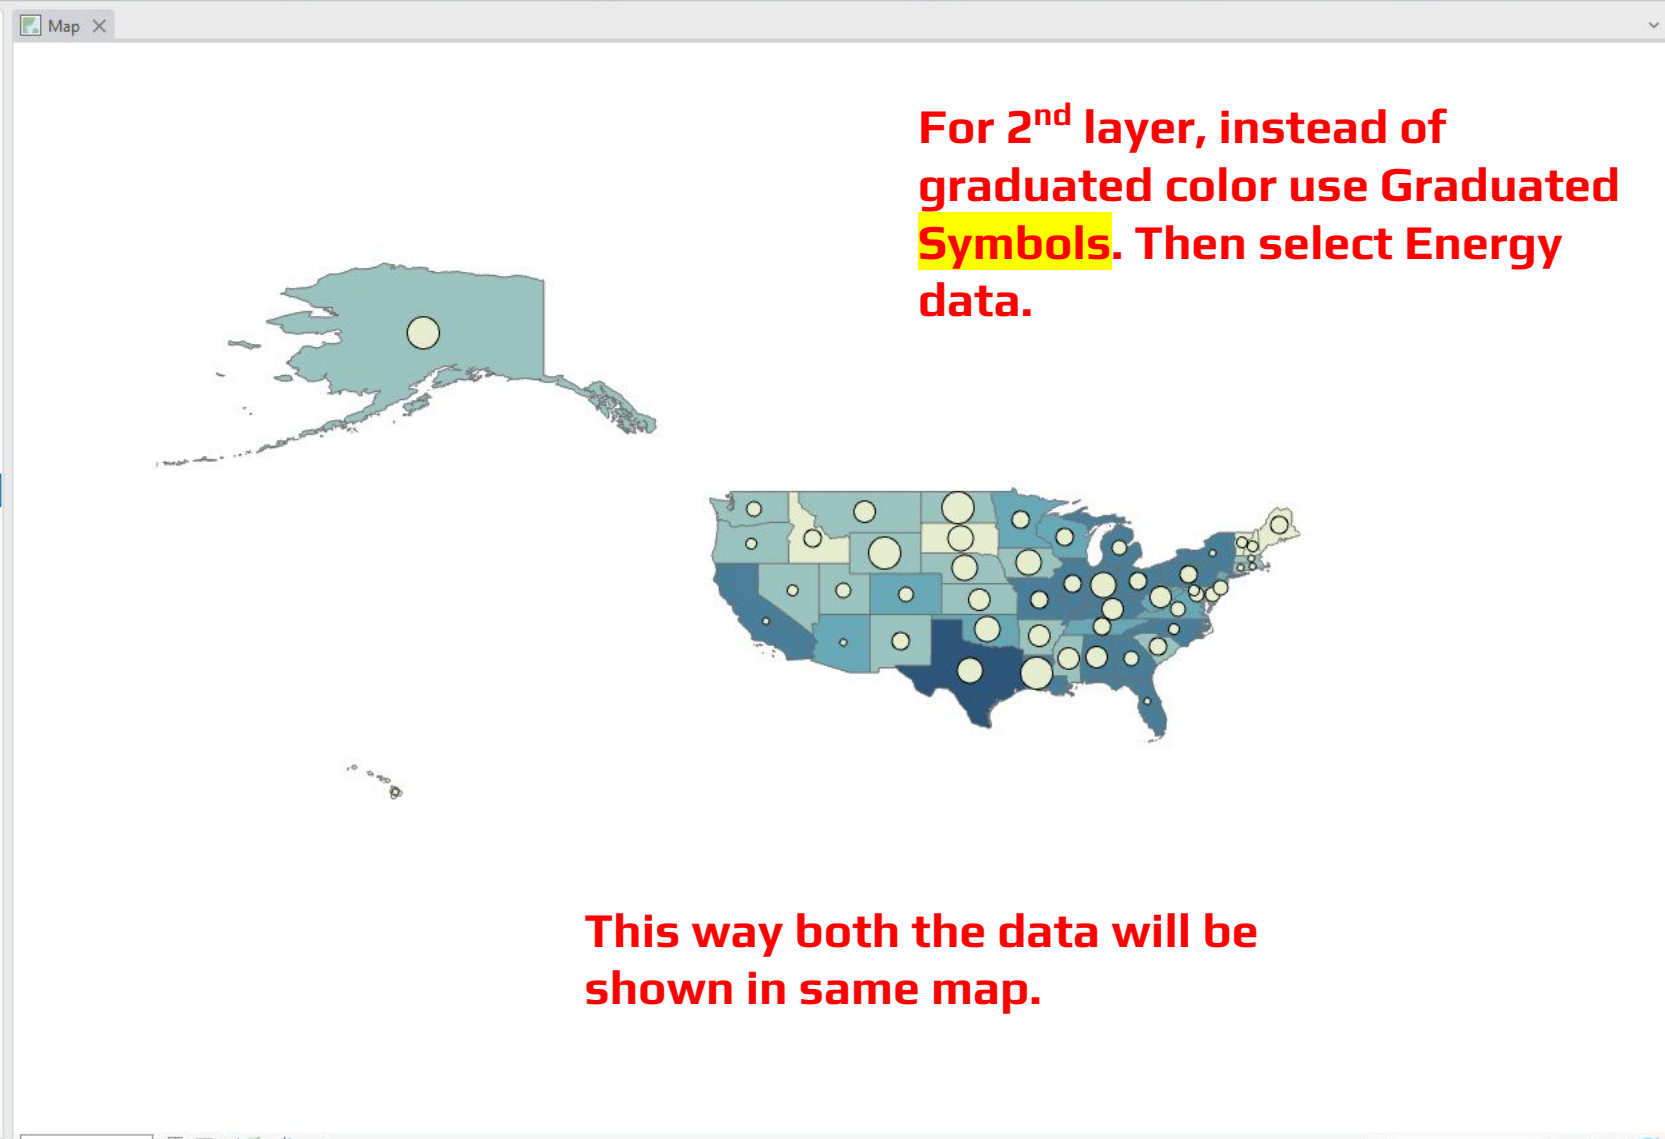 Map
For 2nd layer, instead of
graduated color use Graduated
Symbols. Then select Energy
data.
This way both the data will be
shown in same map.